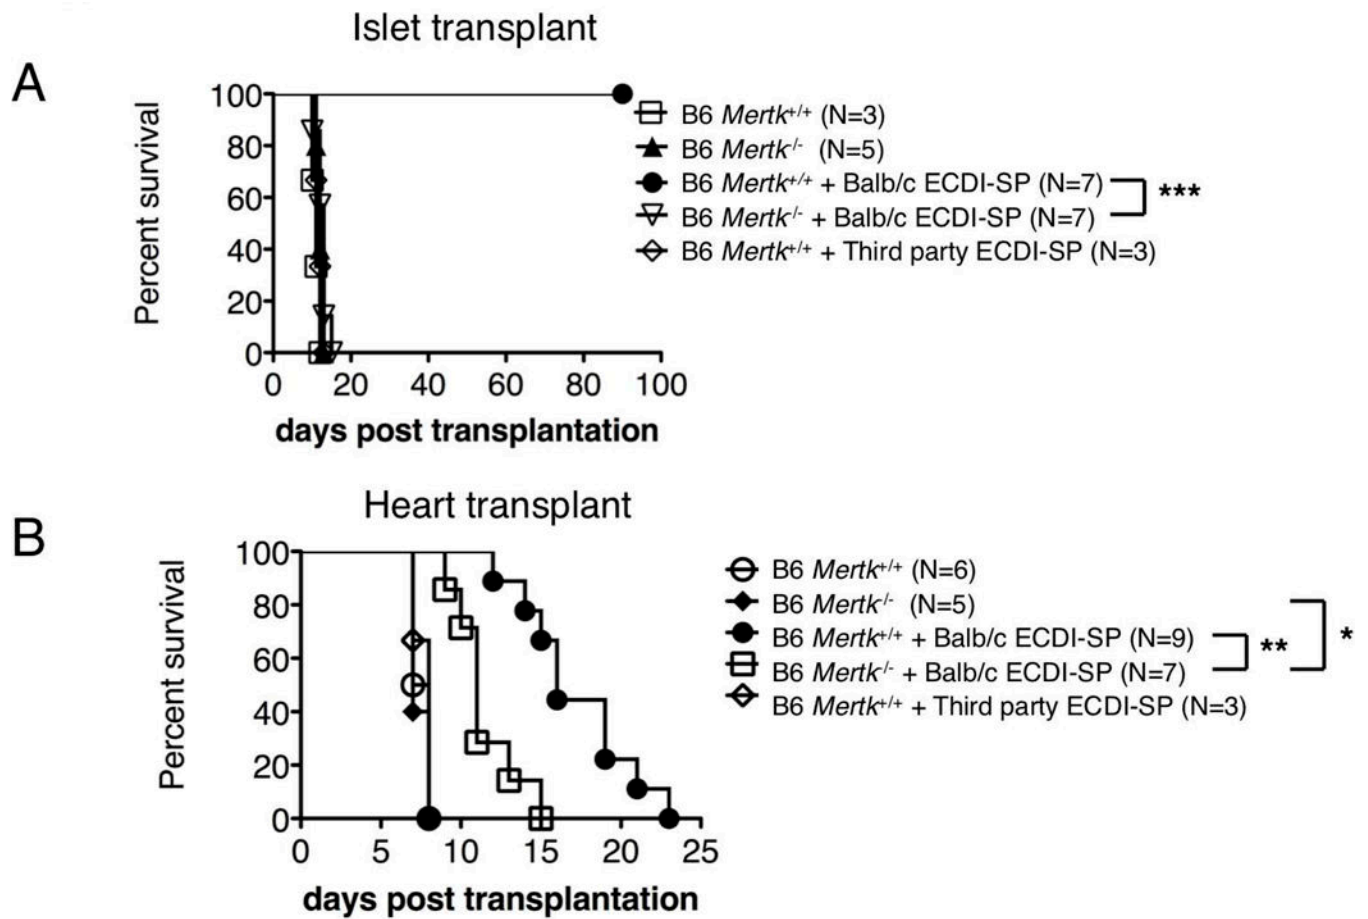 Islet transplant
A
Percent survival
100
80
60
40
20
0
0 20 40 60 80 100
days post transplantation
B6 Mertk+/+ (N=3)
B6 Mertk-/- (N=5)
B6 Mertk+/+ + Balb/c ECDI-SP (N=7)
B6 Mertk-/- + Balb/c ECDI-SP (N=7)
B6 Mertk+/+ + Third party ECDI-SP (N=3)
***
Heart transplant
B
Percent survival
100
80
60
40
20
0
0 5 10 15 20 25
days post transplantation
B6 Mertk+/+ (N=6)
B6 Mertk-/- (N=5)
B6 Mertk+/+ + Balb/c ECDI-SP (N=9)
B6 Mertk-/- + Balb/c ECDI-SP (N=7)
B6 Mertk+/+ + Third party ECDI-SP (N=3)
**
*